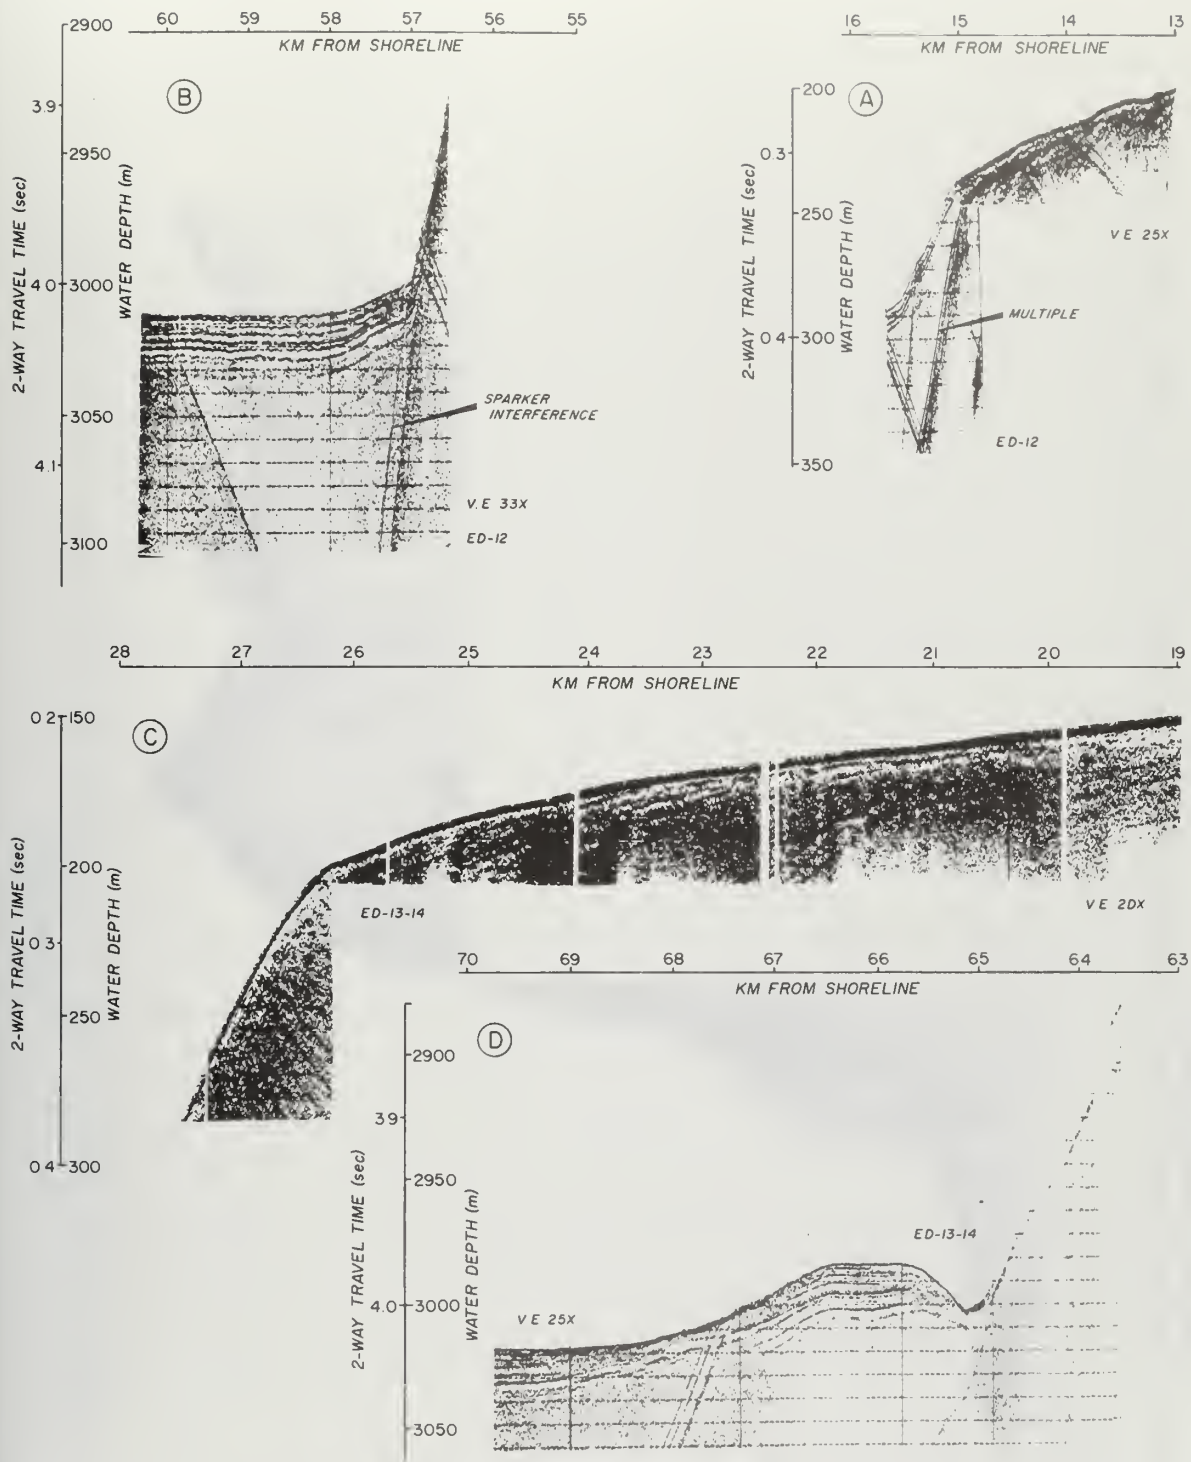 60 59 58 57 56 55
KM FROM SHORELINE
B
2900
3.9
2950
4.0 3000
3050
4.1
3100
2-WAY TRAVEL TIME (sec)
WATER DEPTH (m)
SPARKER
INTERFERENCE
V.E 33X
ED-12
16 15 14 13
KM FROM SHORELINE
A
200
0.3
250
0.4 300
350
2-WAY TRAVEL TIME (sec)
WATER DEPTH (m)
V E 25X
MULTIPLE
ED-12
28 27 26 25 24 23 22 21 20 19
KM FROM SHORELINE
C
0 2 150
200
0 3
250
0 4 300
2-WAY TRAVEL TIME (sec)
WATER DEPTH (m)
ED-13-14
V E 2DX
70 69 68 67 66 65 64 63
KM FROM SHORELINE
D
2900
3 9
2950
4.0 3000
3050
2-WAY TRAVEL TIME (sec)
WATER DEPTH (m)
ED-13-14
V E 25X